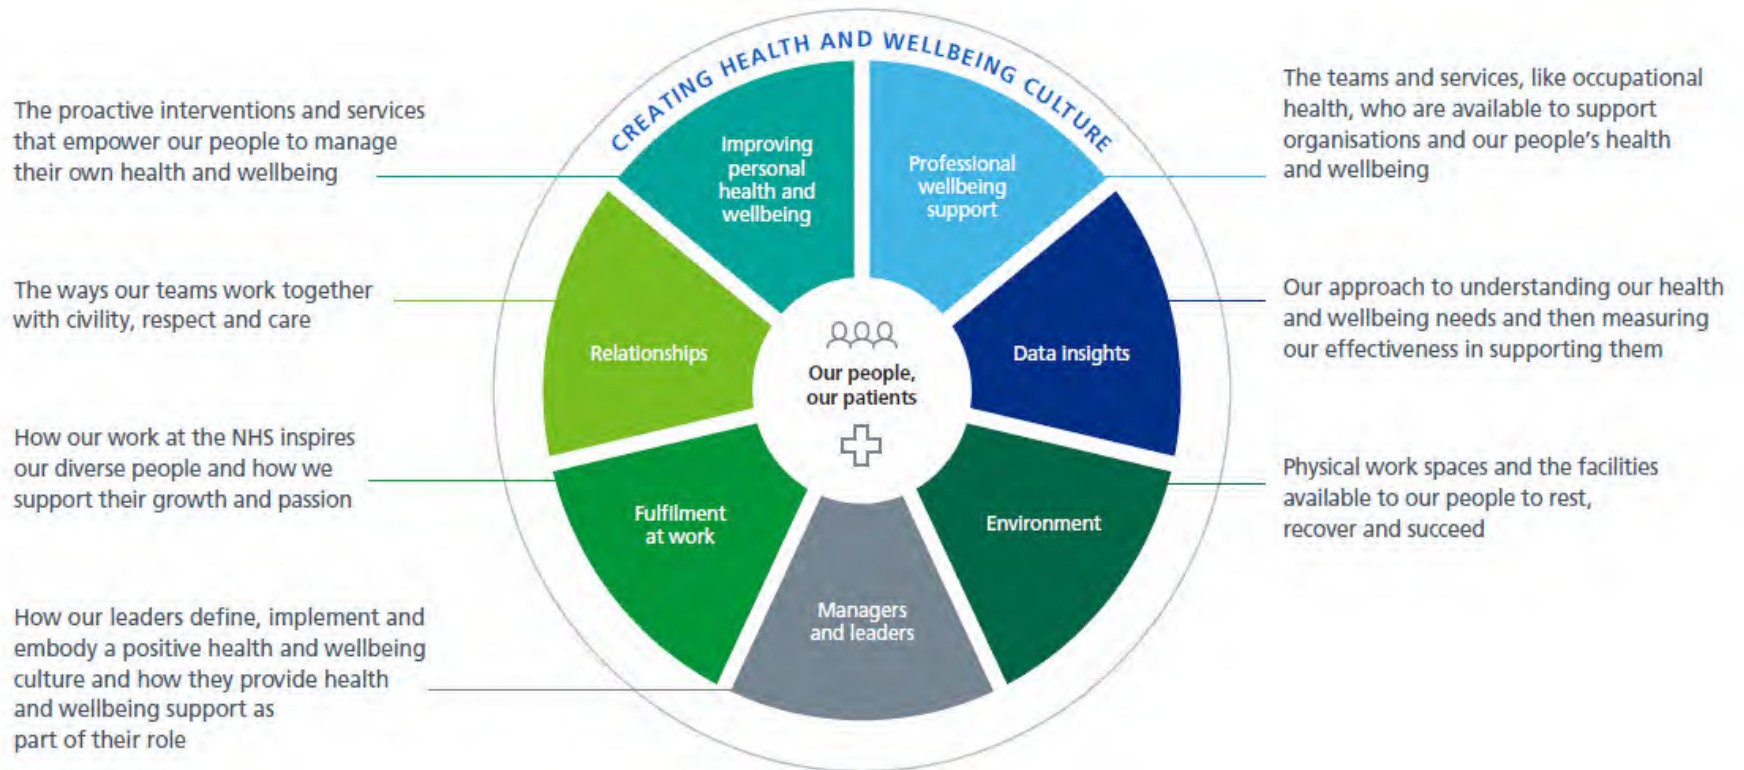 CREATING HEALTH AND WELLBEING CULTURE
The proactive interventions and services
that empower our people to manage
their own health and wellbeing
The ways our teams work together
with civility, respect and care
How our work at the NHS inspires
our diverse people and how we
support their growth and passion
How our leaders define, implement and
embody a positive health and wellbeing
culture and how they provide health
and wellbeing support as
part of their role
Improving
personal
health and
wellbeing
Professional
wellbeing
support
Relationships
Data insights
Our people,
our patients
Fulfilment
at work
Environment
Managers
and leaders
The teams and services, like occupational
health, who are available to support
organisations and our people's health
and wellbeing
Our approach to understanding our health
and wellbeing needs and then measuring
our effectiveness in supporting them
Physical work spaces and the facilities
available to our people to rest,
recover and succeed